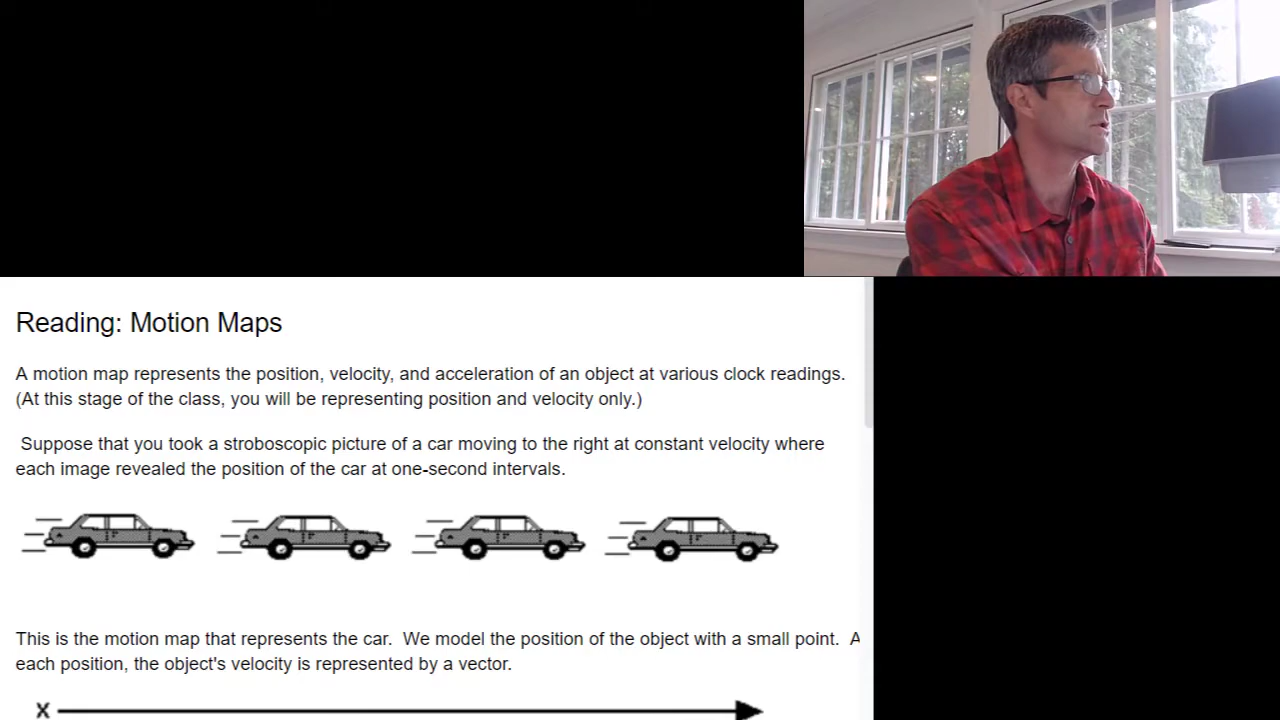 Reading: Motion Maps
A motion map represents the position, velocity, and acceleration of an object at various clock readings.
(At this stage of the class, you will be representing position and velocity only.)
Suppose that you took a stroboscopic picture of a car moving to the right at constant velocity where
each image revealed the position of the car at one-second intervals.
This is the motion map that represents the car.  We model the position of the object with a small point.
each position, the object's velocity is represented by a vector.
x